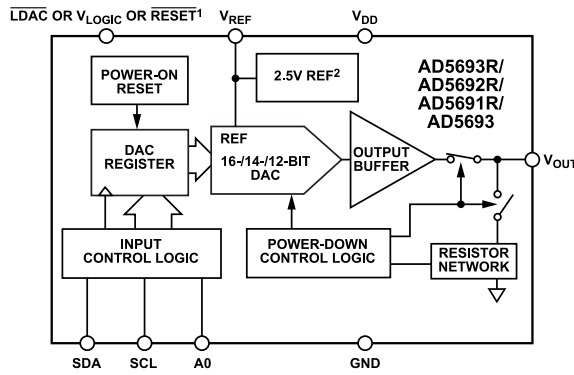 LDAC OR VLOGIC OR RESET1
VREF
VDD
POWER-ON
RESET
2.5V REF2
AD5693R/
AD5692R/
AD5691R/
AD5693
DAC
REGISTER
REF
16-/14-/12-BIT
DAC
OUTPUT
BUFFER
VOUT
INPUT
CONTROL LOGIC
POWER-DOWN
CONTROL LOGIC
RESISTOR
NETWORK
SDA
SCL
A0
GND